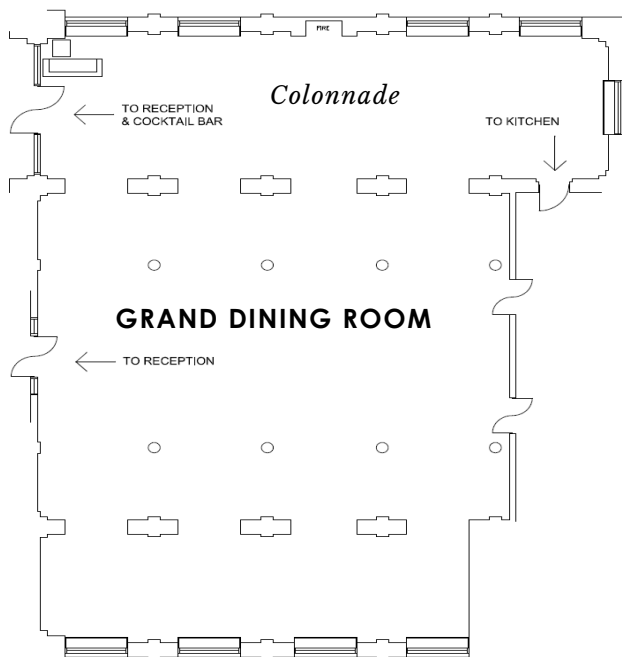 FIRE
Colonnade
TO RECEPTION
& COCKTAIL BAR
TO KITCHEN
GRAND DINING ROOM
TO RECEPTION